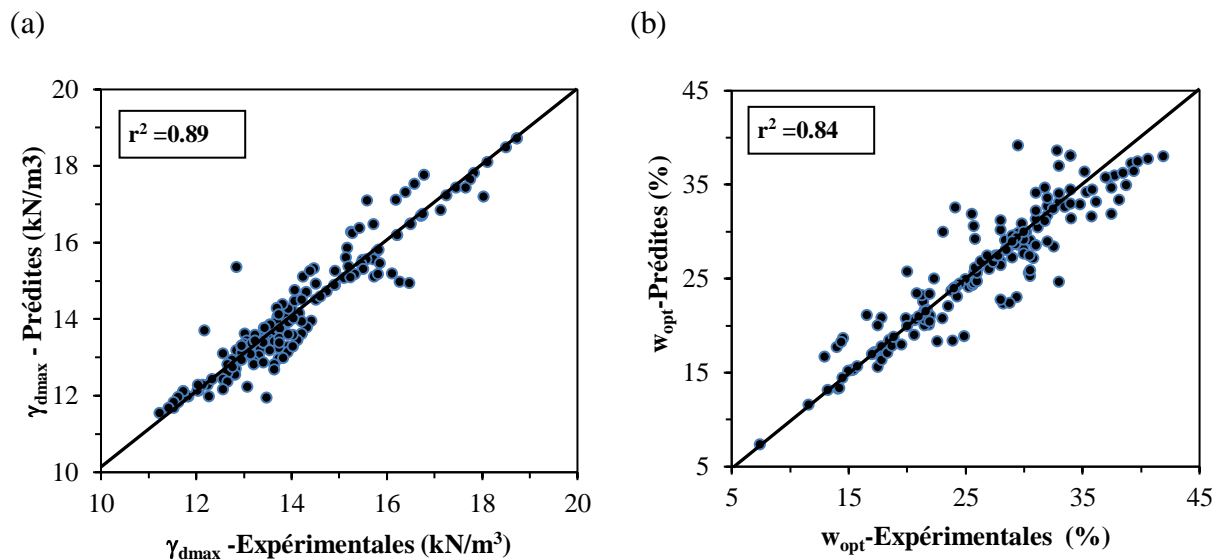 (a)
(b)
r² =0.89
γdmax - Prédites (kN/m3)
20
18
16
14
12
10
10 12 14 16 18 20
γdmax -Expérimentales (kN/m³)
r² =0.84
wopt-Prédites (%)
45
35
25
15
5
5 15 25 35 45
wopt-Expérimentales (%)